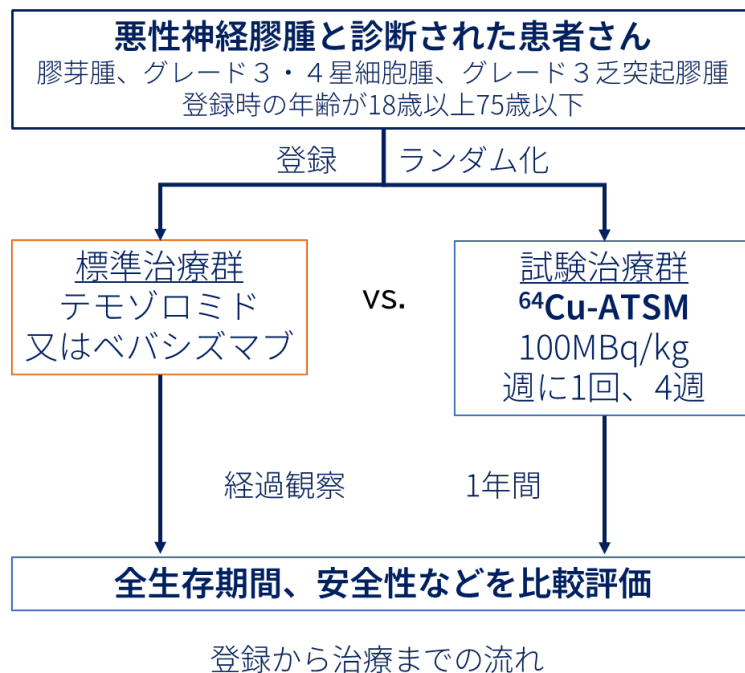 悪性神経膠腫と診断された患者さん
膠芽腫、グレード３・４星細胞腫、グレード３乏突起膠腫
登録時の年齢が18歳以上75歳以下
登録 ランダム化
標準治療群
テモゾロミド
又はベバシズマブ
vs.
試験治療群
⁶⁴Cu-ATSM
100MBq/kg
週に1回、4週
経過観察 1年間
全生存期間、安全性などを比較評価
登録から治療までの流れ